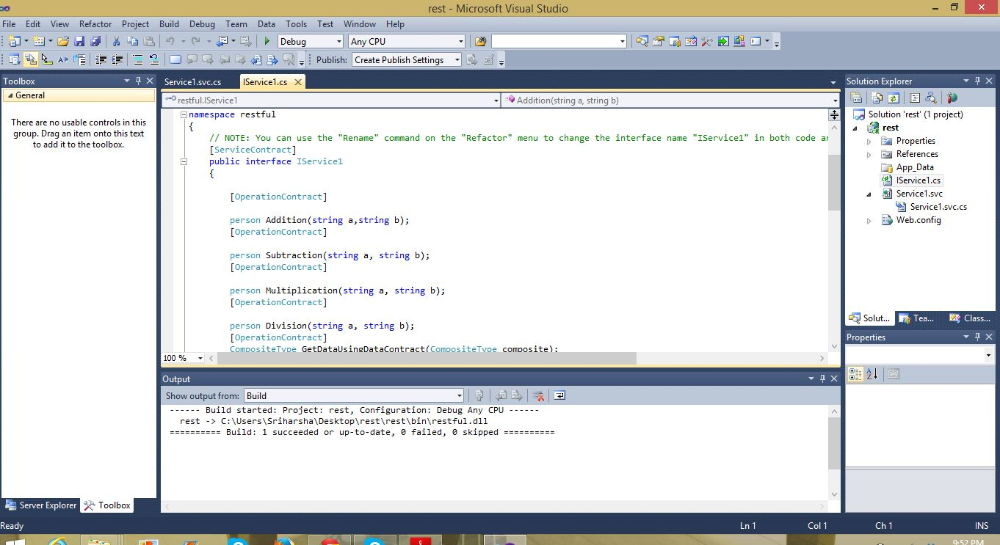 rest - Microsoft Visual Studio
File Edit View Refactor Project Build Debug Team Data Tools Test Window Help
Debug Any CPU
Publish: Create Publish Settings
Toolbox
General
There are no usable controls in this
group. Drag an item onto this text
to add it to the toolbox.
Server Explorer Toolbox
Service1.svc.cs IService1.cs
restful.IService1 Addition(string a, string b)
namespace restful
{
// NOTE: You can use the "Rename" command on the "Refactor" menu to change the interface name "IService1" in both code
[ServiceContract]
public interface IService1
{
[OperationContract]
person Addition(string a,string b);
[OperationContract]
person Subtraction(string a, string b);
[OperationContract]
person Multiplication(string a, string b);
[OperationContract]
person Division(string a, string b);
[OperationContract]
CompositeType GetDataUsingDataContract(CompositeType composite);
100 %
Output
Show output from: Build
------ Build started: Project: rest, Configuration: Debug Any CPU ------
rest -> C:\Users\Sriharsha\Desktop\rest\rest\bin\restful.dll
========== Build: 1 succeeded or up-to-date, 0 failed, 0 skipped ==========
Solution Explorer
Solution 'rest' (1 project)
rest
Properties
References
App_Data
IService1.cs
Service1.svc
Service1.svc.cs
Web.config
Solut... Tea... Class...
Properties
Ready Ln 1 Col 1 Ch 1 INS
9:52 PM